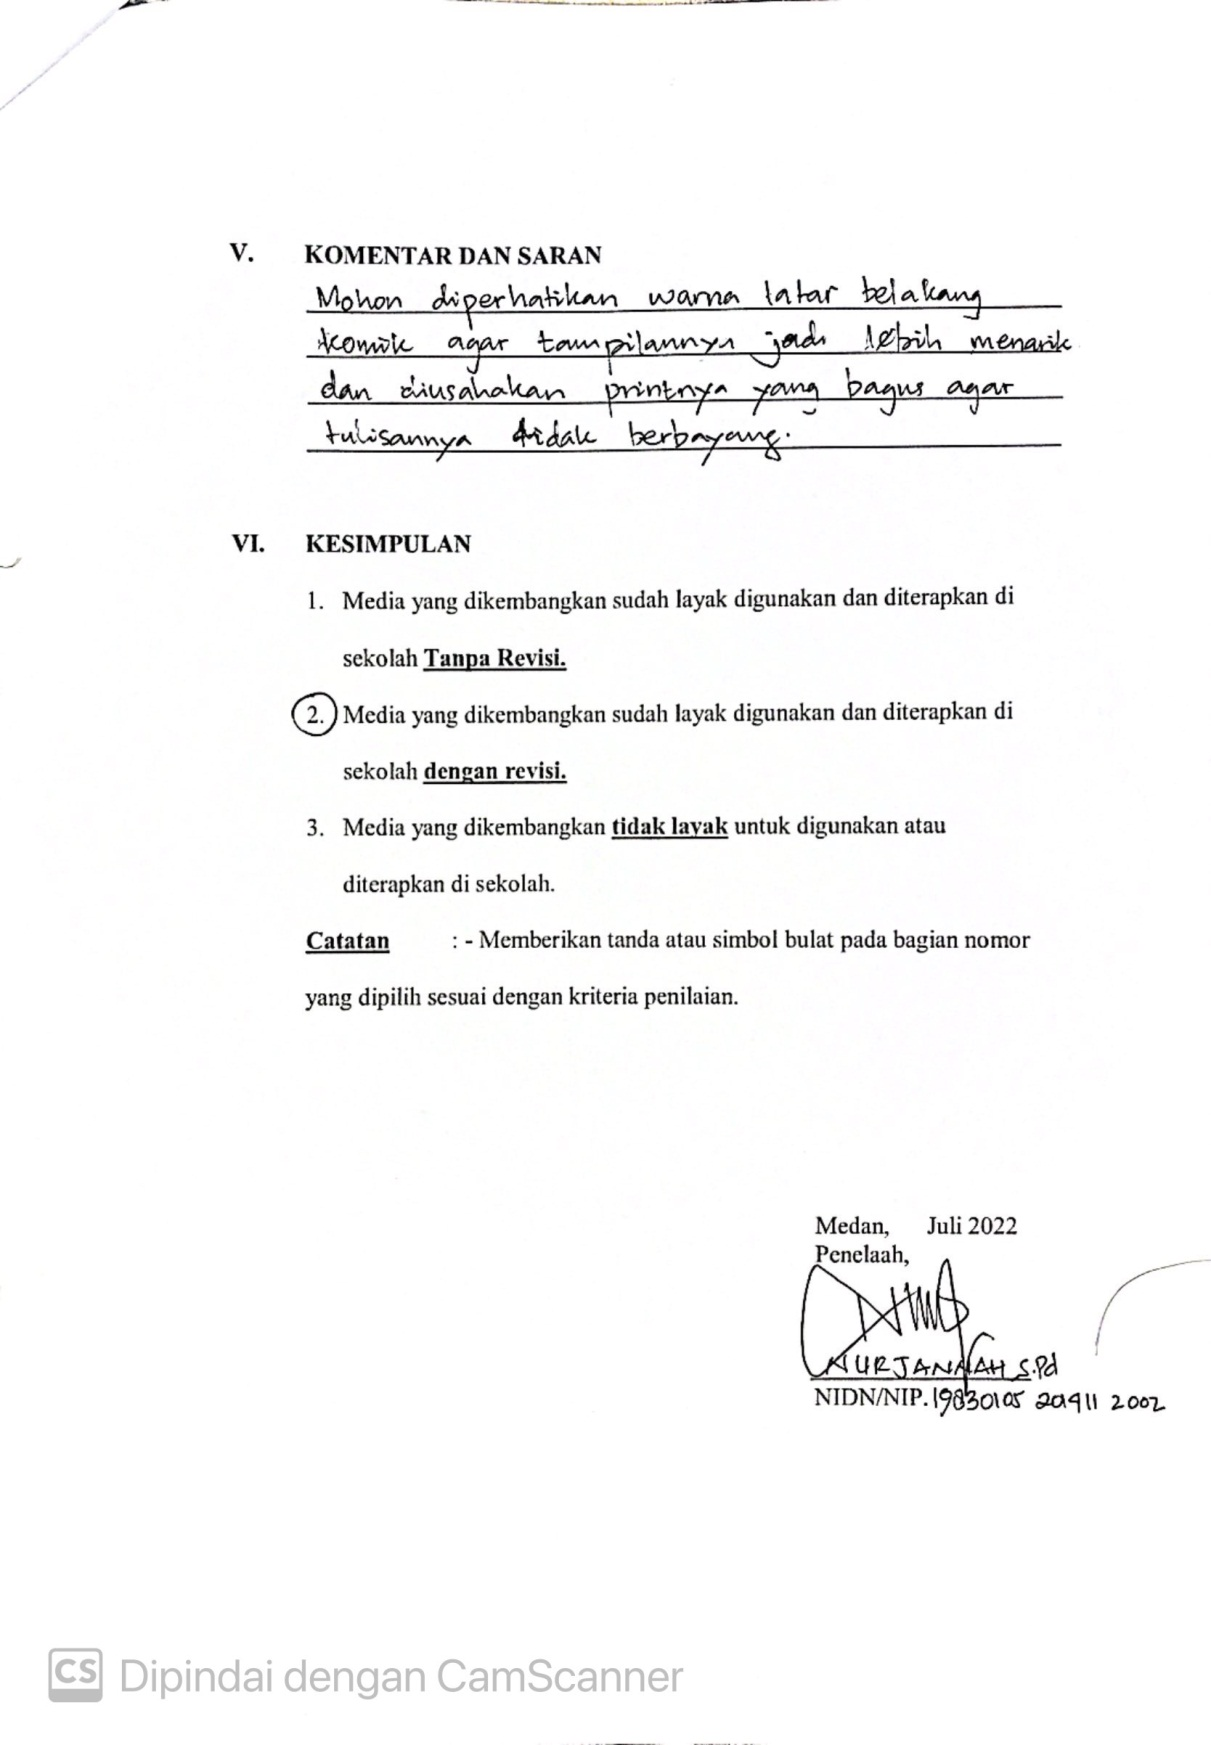 V. KOMENTAR DAN SARAN
Mohon diperhatikan warna latar belakang
komik agar tampilannya jadi lebih menarik
dan diusahakan printnya yang bagus agar
tulisannya tidak berbayang.
VI. KESIMPULAN
1. Media yang dikembangkan sudah layak digunakan dan diterapkan di
sekolah Tanpa Revisi.
2. Media yang dikembangkan sudah layak digunakan dan diterapkan di
sekolah dengan revisi.
3. Media yang dikembangkan tidak layak untuk digunakan atau
diterapkan di sekolah.
Catatan : - Memberikan tanda atau simbol bulat pada bagian nomor
yang dipilih sesuai dengan kriteria penilaian.
Medan, Juli 2022
Penelaah,
NURJANNAH S.Pd
NIDN/NIP. 19830105 201411 2002
CS Dipindai dengan CamScanner